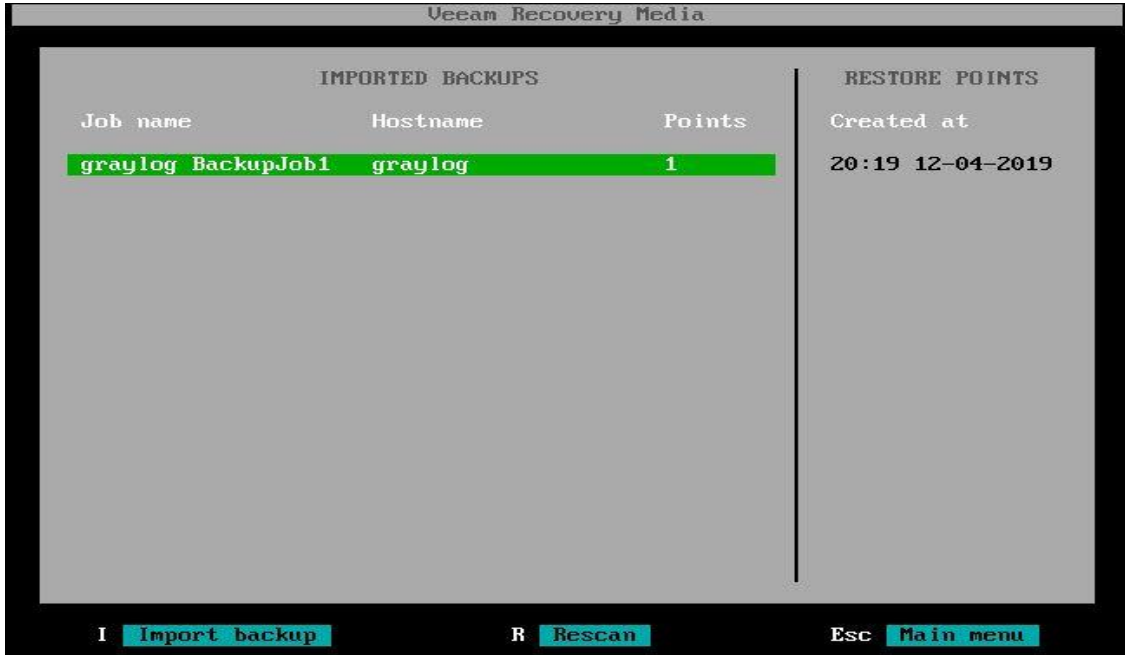 Veeam Recovery Media
IMPORTED BACKUPS
Job name Hostname Points
graylog BackupJob1 graylog 1
RESTORE POINTS
Created at
20:19 12-04-2019
I Import backup R Rescan Esc Main menu